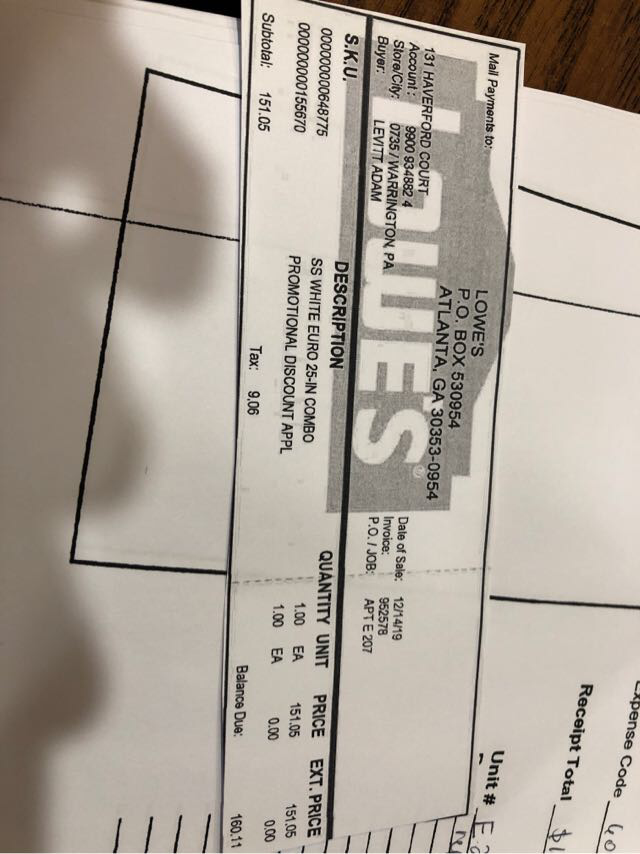 Mail Payments to:
LOWE'S
P.O. BOX 530954
ATLANTA, GA 30353-0954
LOWE'S®
131 HAVERFORD COURT
Account: 9900 934882 4
Store/City: 0735 / WARRINGTON, PA
Buyer: LEVITT ADAM
Date of Sale: 12/14/19
Invoice: 952578
P.O. / JOB: APT E 207
S.K.U. DESCRIPTION QUANTITY UNIT PRICE EXT. PRICE
000000000648775 SS WHITE EURO 25-IN COMBO 1.00 EA 151.05 151.05
000000000155670 PROMOTIONAL DISCOUNT APPL 1.00 EA 0.00 0.00
Subtotal: 151.05 Tax: 9.06 Balance Due: 160.11
Expense Code
Receipt Total
Unit #